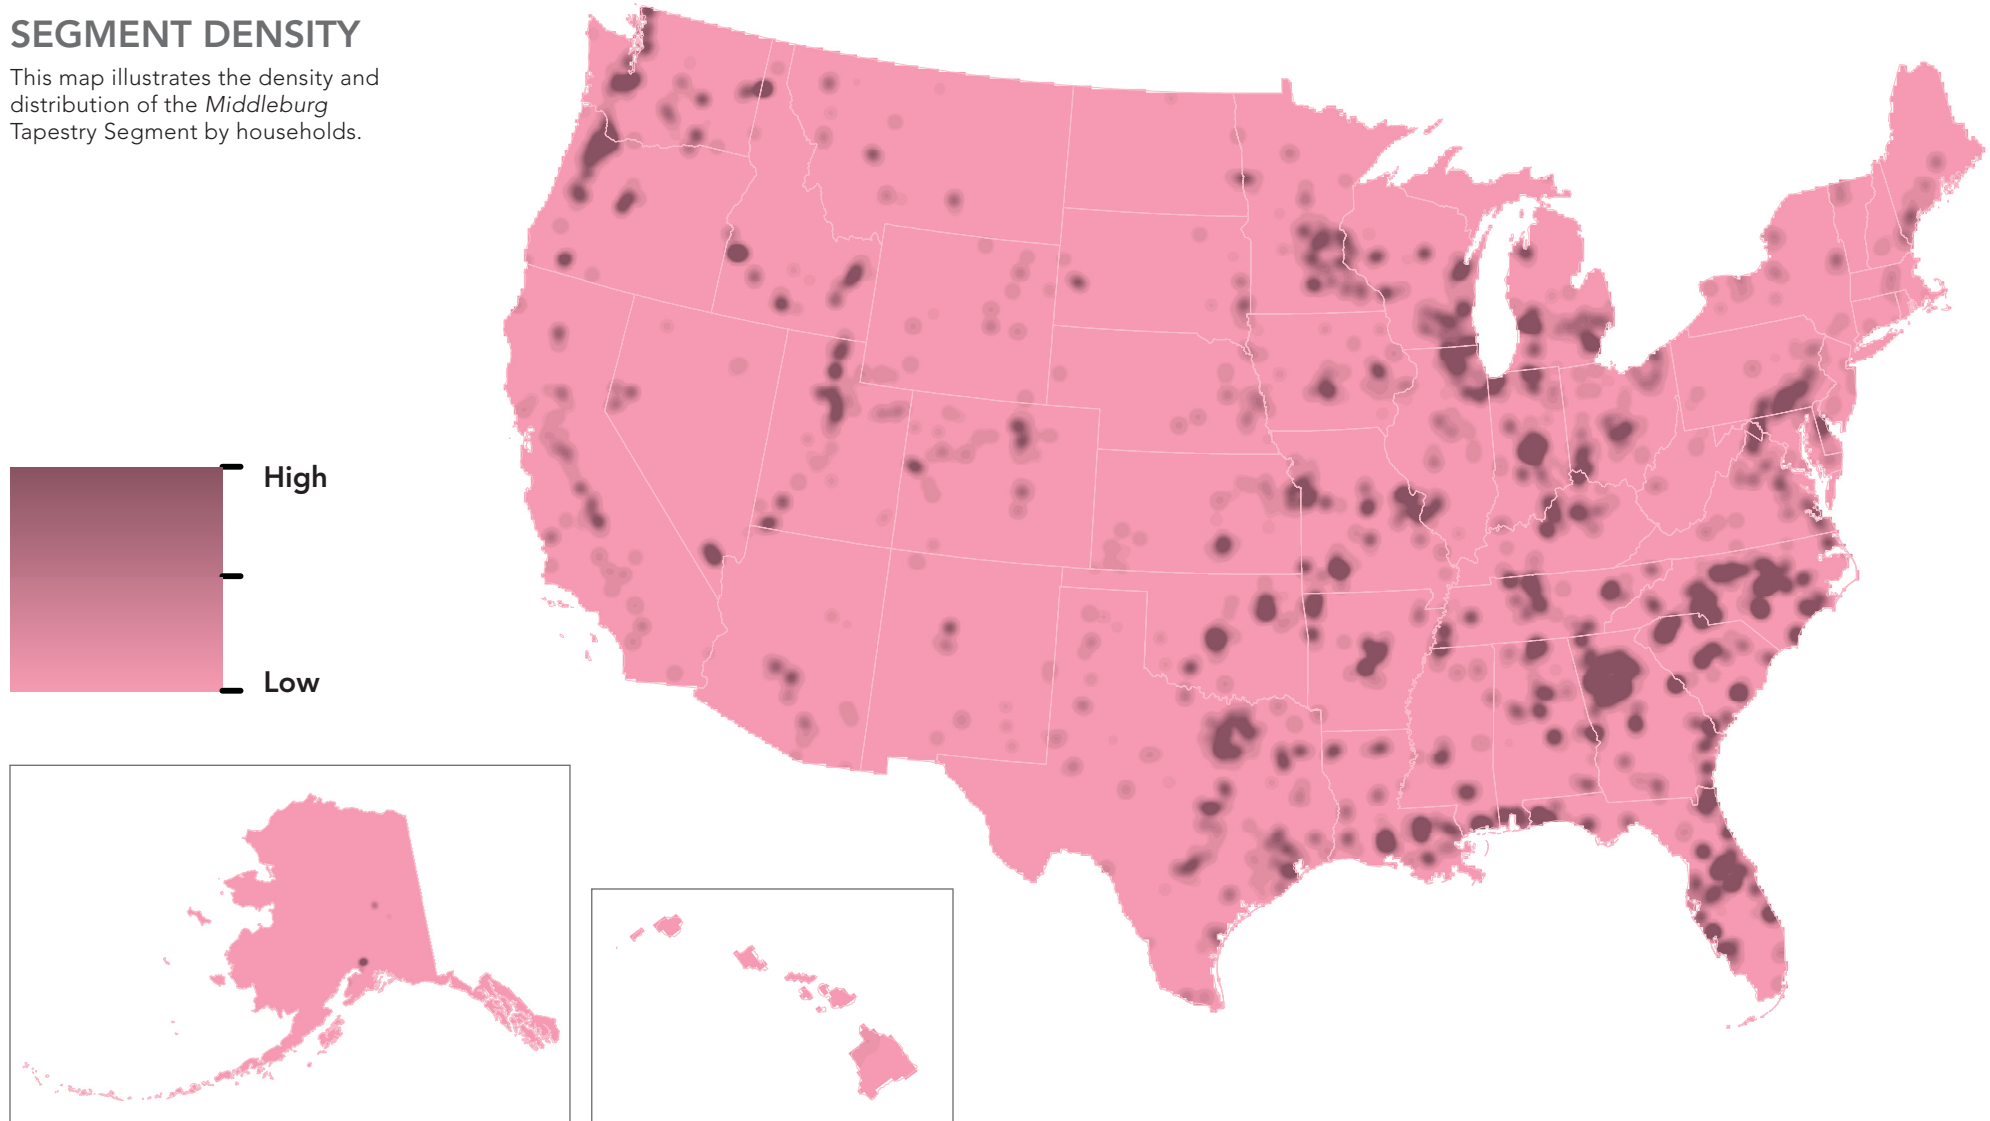 SEGMENT DENSITY
This map illustrates the density and
distribution of the Middleburg
Tapestry Segment by households.
High
Low